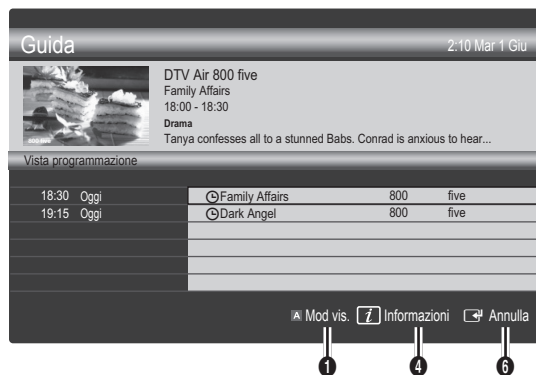 Guida 2:10 Mar 1 Giu
DTV Air 800 five
Family Affairs
18:00 - 18:30
Drama
Tanya confesses all to a stunned Babs. Conrad is anxious to hear...
800 five
Vista programmazione
18:30 Oggi Family Affairs 800 five
19:15 Oggi Dark Angel 800 five
A Mod vis. i Informazioni Annulla
1 4 6